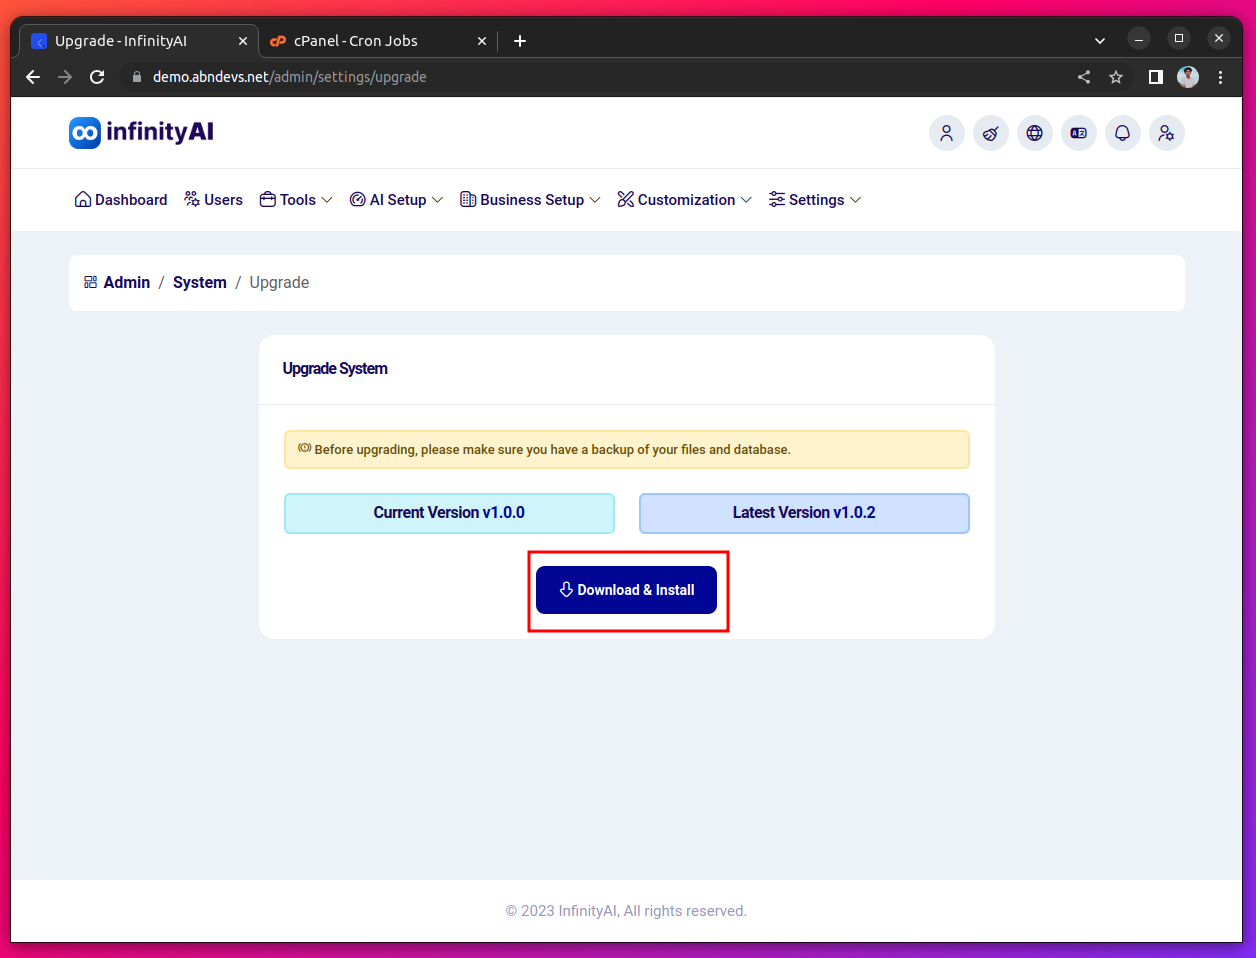 Upgrade - InfinityAI
cPanel - Cron Jobs
demo.abndevs.net/admin/settings/upgrade
infinityAI
Dashboard Users Tools AI Setup Business Setup Customization Settings
Admin / System / Upgrade
Upgrade System
Before upgrading, please make sure you have a backup of your files and database.
Current Version v1.0.0
Latest Version v1.0.2
Download & Install
© 2023 InfinityAI, All rights reserved.